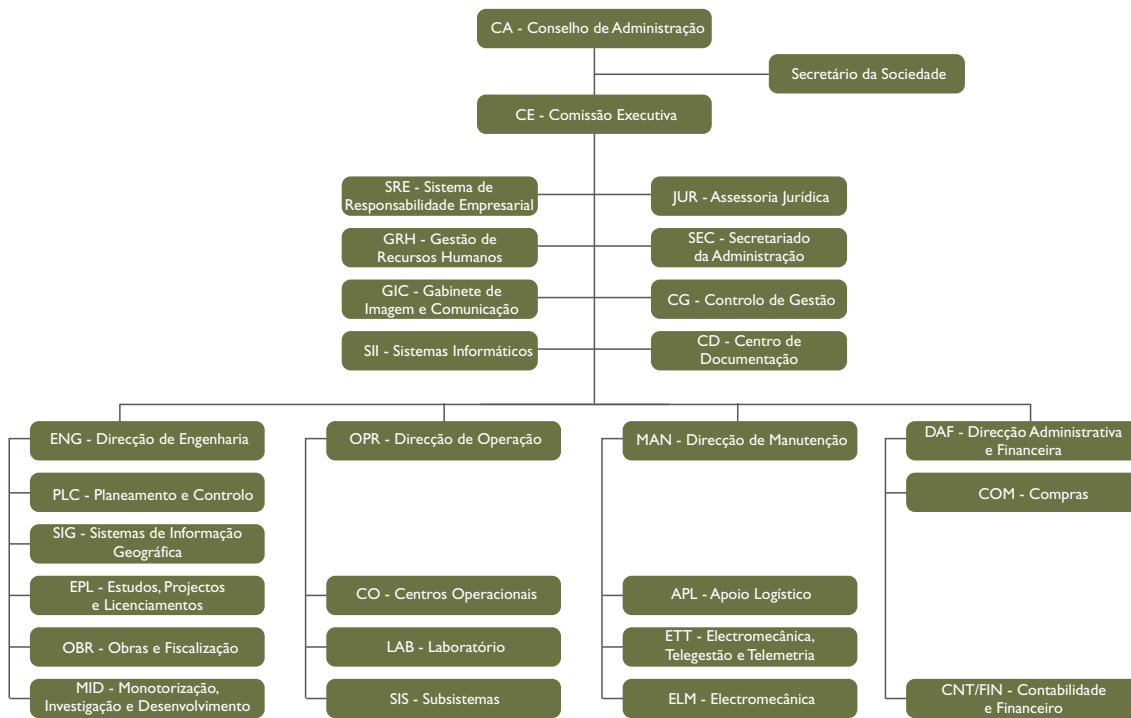 CA - Conselho de Administração
Secretário da Sociedade
CE - Comissão Executiva
SRE - Sistema de
Responsabilidade Empresarial
JUR - Assessoria Jurídica
GRH - Gestão de
Recursos Humanos
SEC - Secretariado
da Administração
GIC - Gabinete de
Imagem e Comunicação
CG - Controlo de Gestão
SII - Sistemas Informáticos
CD - Centro de
Documentação
ENG - Direcção de Engenharia
OPR - Direcção de Operação
MAN - Direcção de Manutenção
DAF - Direcção Administrativa
e Financeira
PLC - Planeamento e Controlo
COM - Compras
SIG - Sistemas de Informação
Geográfica
EPL - Estudos, Projectos
e Licenciamentos
CO - Centros Operacionais
APL - Apoio Logístico
OBR - Obras e Fiscalização
LAB - Laboratório
ETT - Electromecânica,
Telegestão e Telemetria
MID - Monotorização,
Investigação e Desenvolvimento
SIS - Subsistemas
ELM - Electromecânica
CNT/FIN - Contabilidade
e Financeiro